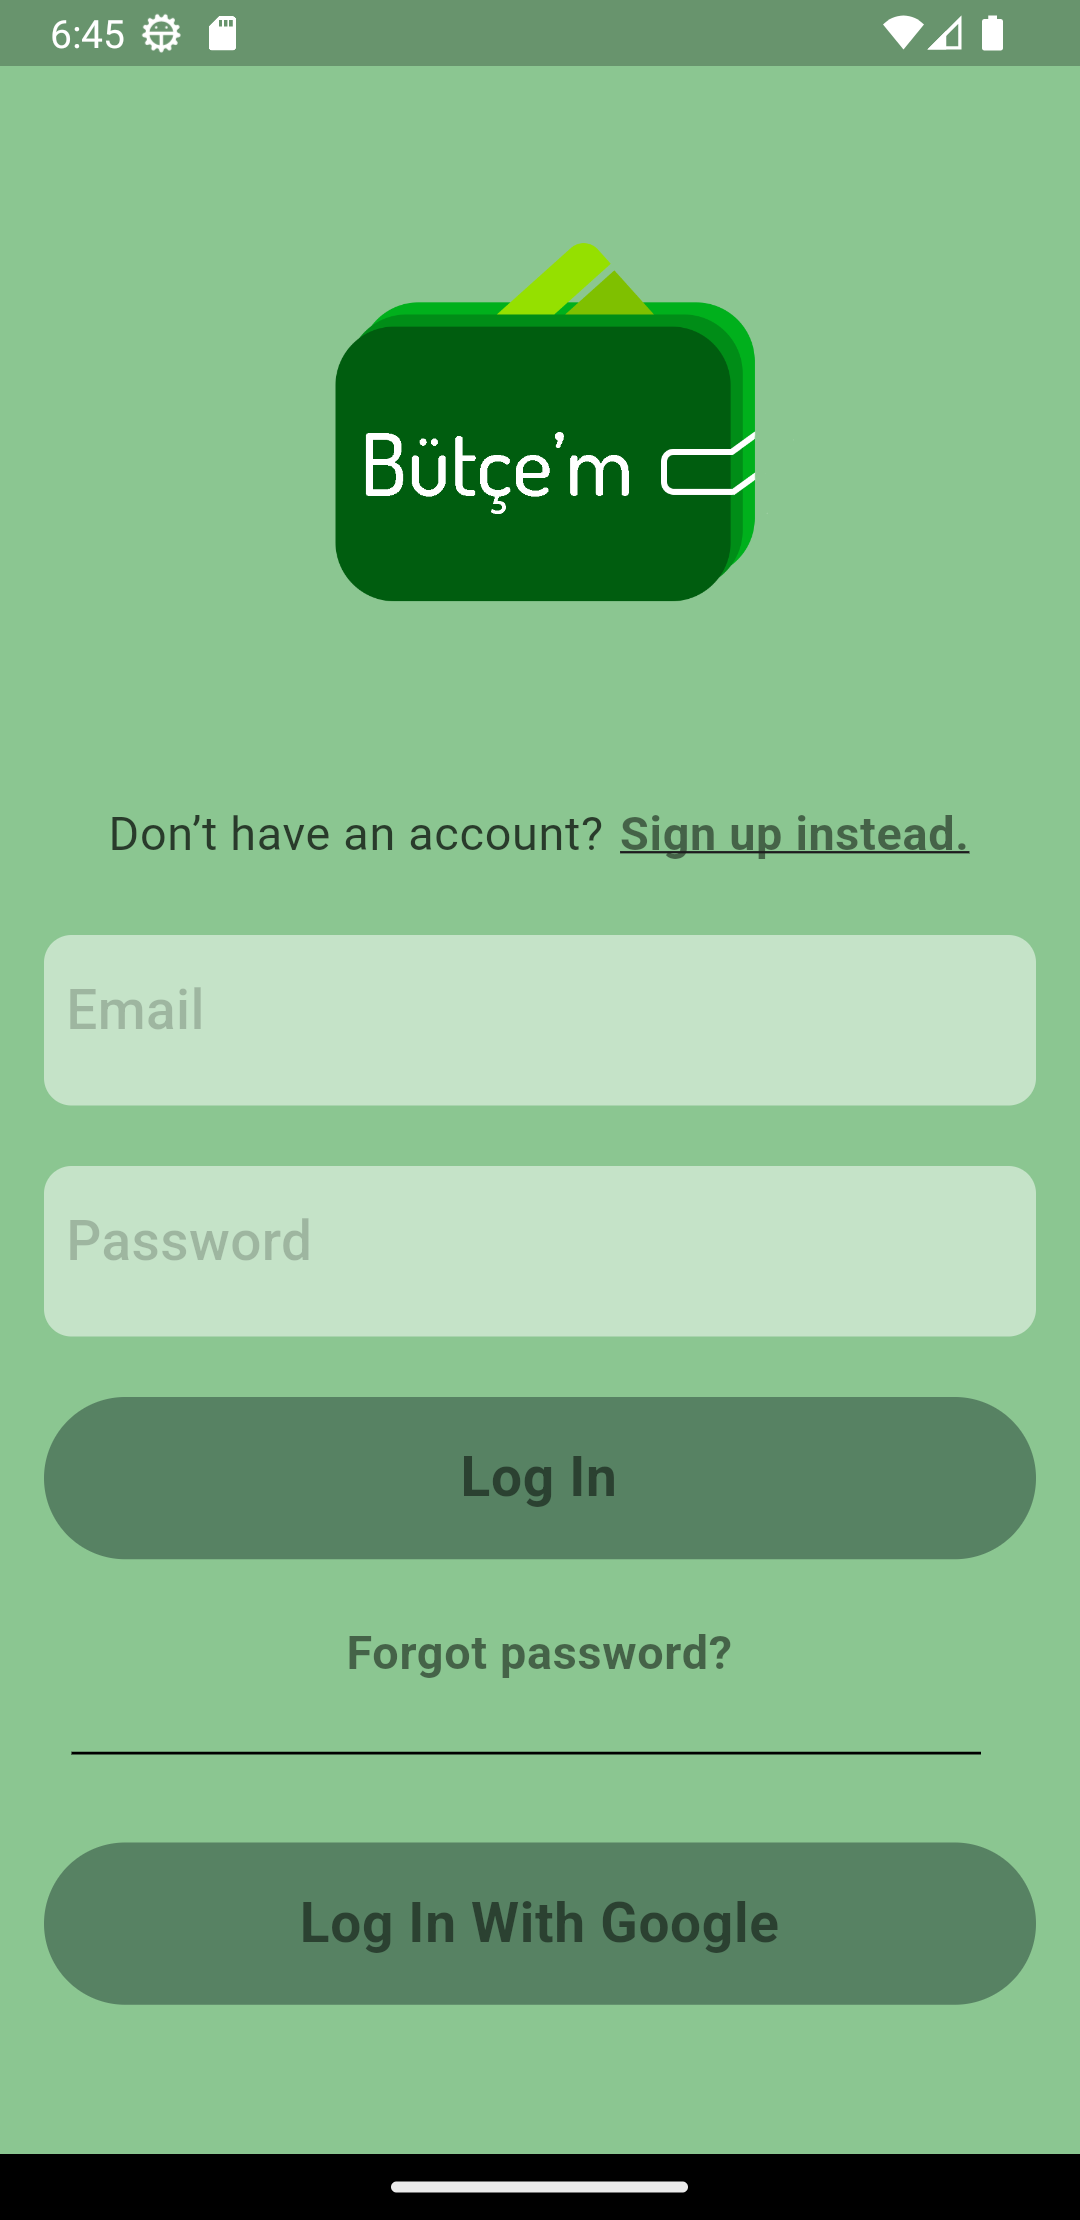 6:45
Bütçe’m
Don’t have an account? Sign up instead.
Email
Password
Log In
Forgot password?
Log In With Google